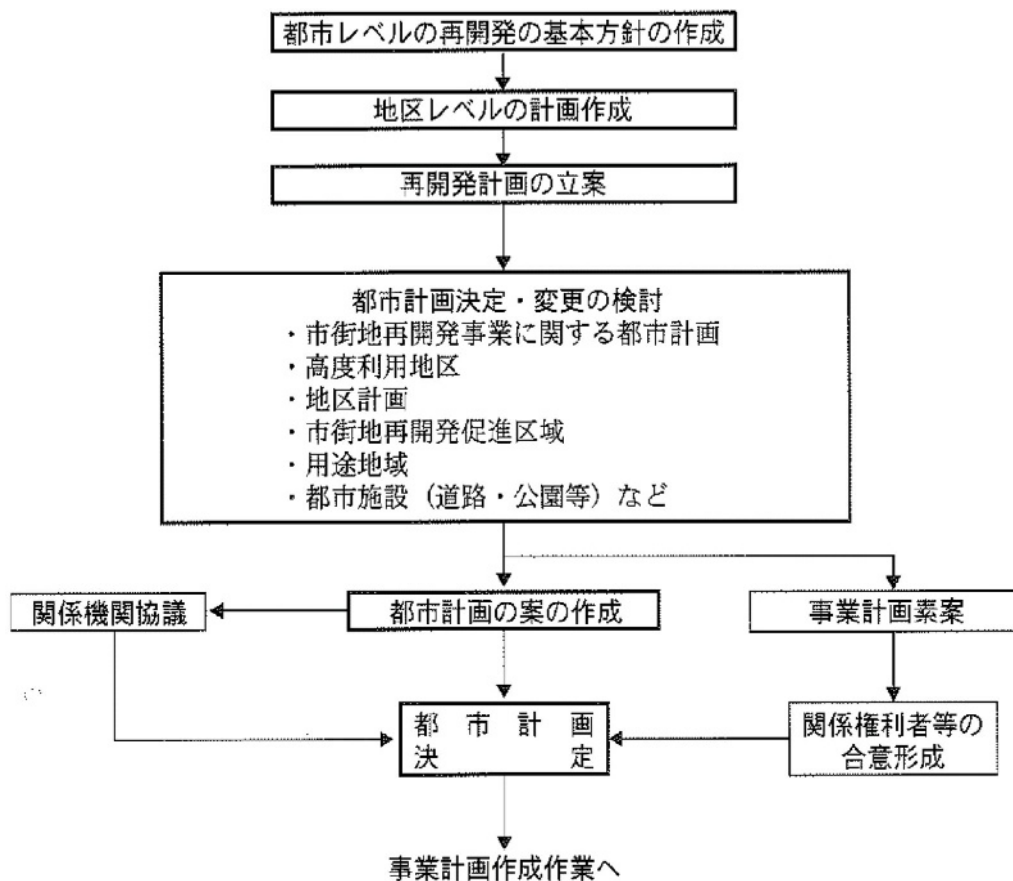 都市レベルの再開発の基本方針の作成
地区レベルの計画作成
再開発計画の立案
都市計画決定・変更の検討
・市街地再開発事業に関する都市計画
・高度利用地区
・地区計画
・市街地再開発促進区域
・用途地域
・都市施設（道路・公園等）など
関係機関協議
都市計画の案の作成
事業計画素案
都市計画
決定
関係権利者等の
合意形成
事業計画作成作業へ